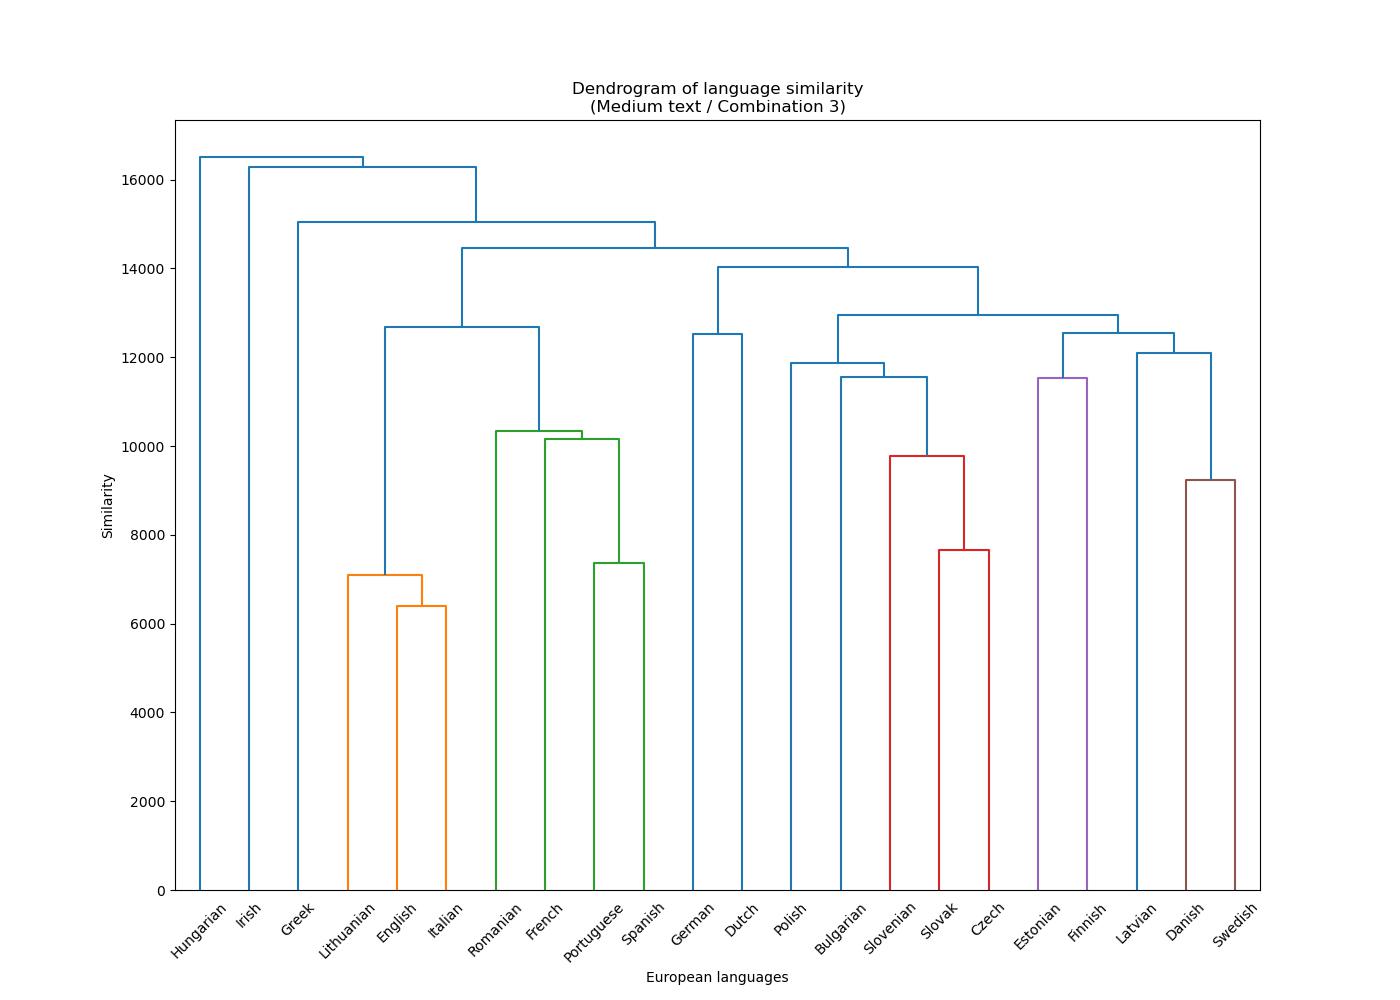 Dendrogram of language similarity
(Medium text / Combination 3)
16000
14000
12000
10000
8000
6000
4000
2000
0
Similarity
Hungarian
Irish
Greek
Lithuanian
English
Italian
Romanian
French
Portuguese
Spanish
German
Dutch
Polish
Bulgarian
Slovenian
Slovak
Czech
Estonian
Finnish
Latvian
Danish
Swedish
European languages